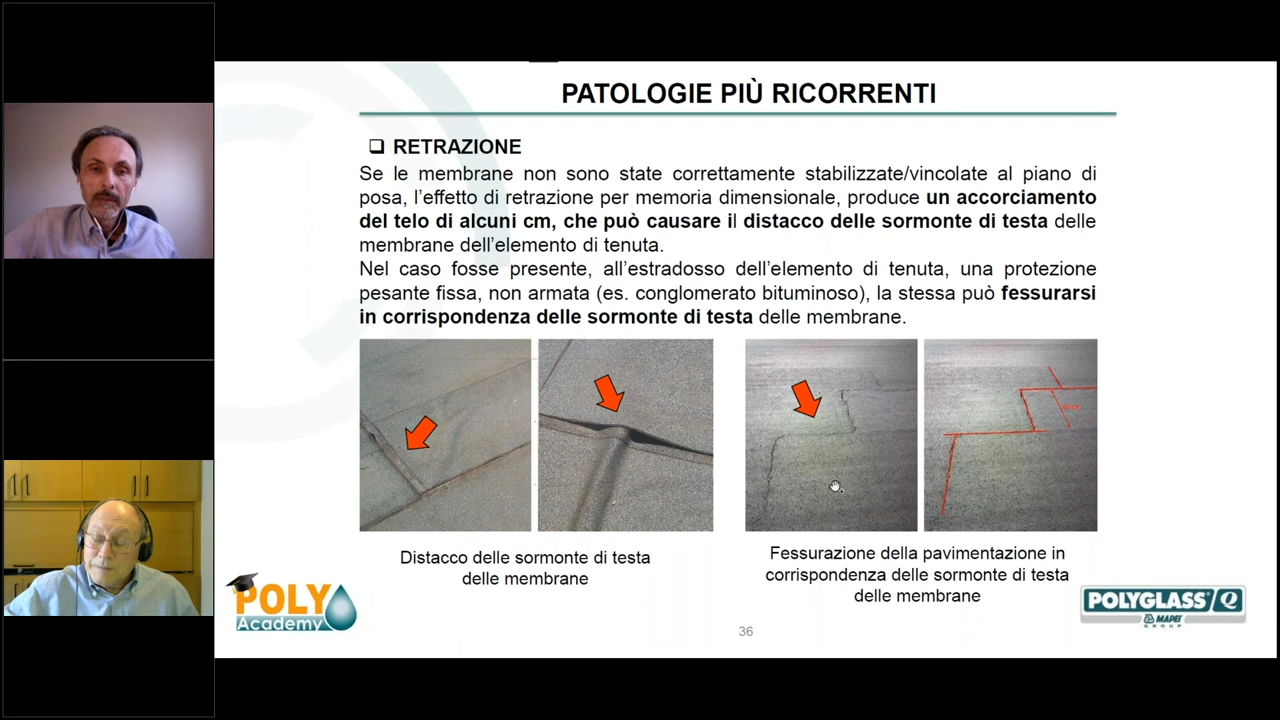 PATOLOGIE PIÙ RICORRENTI
RETRAZIONE
Se le membrane non sono state correttamente stabilizzate/vincolate al piano di
posa, l'effetto di retrazione per memoria dimensionale, produce un accorciamento
del telo di alcuni cm, che può causare il distacco delle sormonte di testa delle
membrane dell'elemento di tenuta.
Nel caso fosse presente, all'estradosso dell'elemento di tenuta, una protezione
pesante fissa, non armata (es. conglomerato bituminoso), la stessa può fessurarsi
in corrispondenza delle sormonte di testa delle membrane.
Distacco delle sormonte di testa
delle membrane
Fessurazione della pavimentazione in
corrispondenza delle sormonte di testa
delle membrane
POLY
Academy
36
POLYGLASS
MAPEI
GROUP